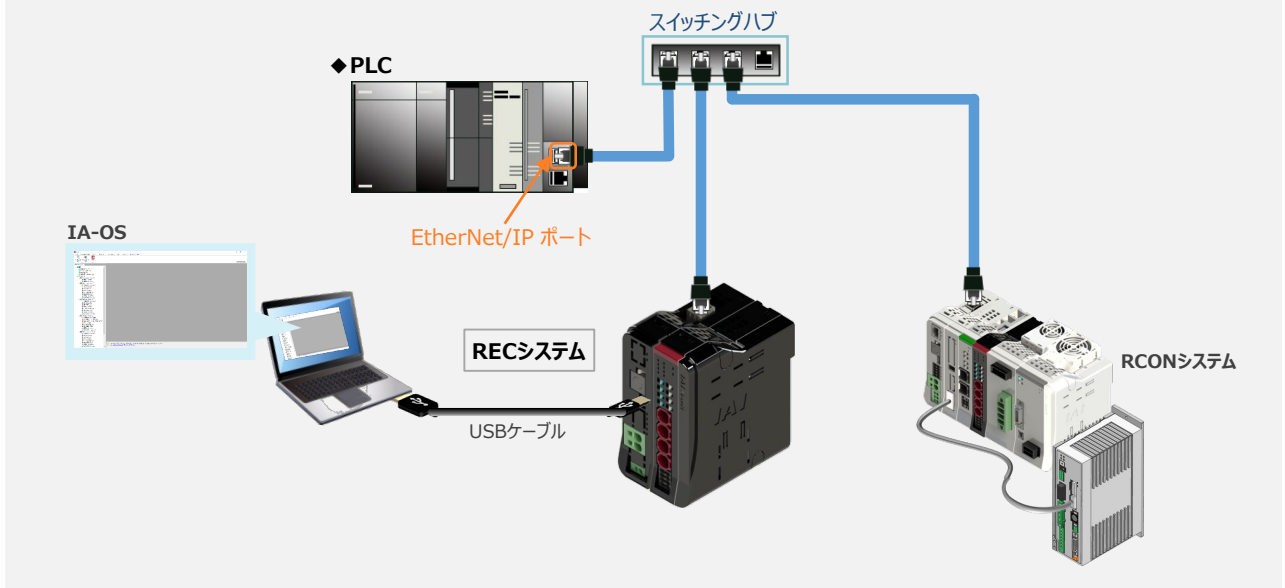 スイッチングハブ
◆PLC
EtherNet/IP ポート
IA-OS
RECシステム
RCONシステム
USBケーブル